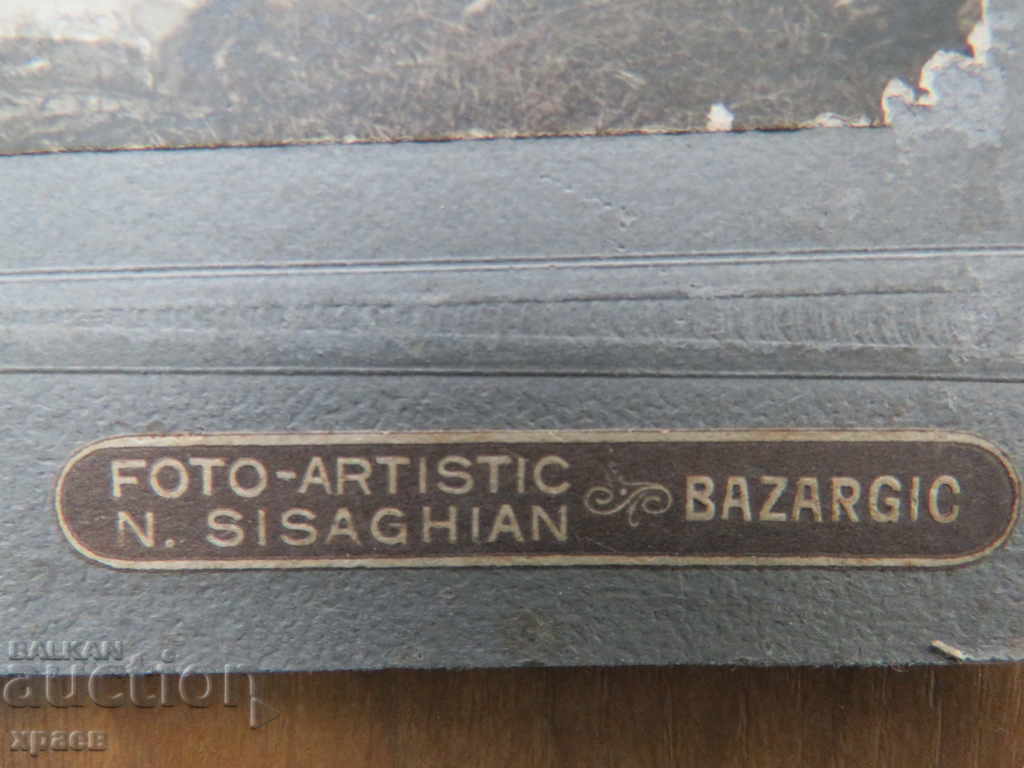 FOTO-ARTISTIC
N. SISAGHIAN
BAZARGIC
BALKAN
auction
храев